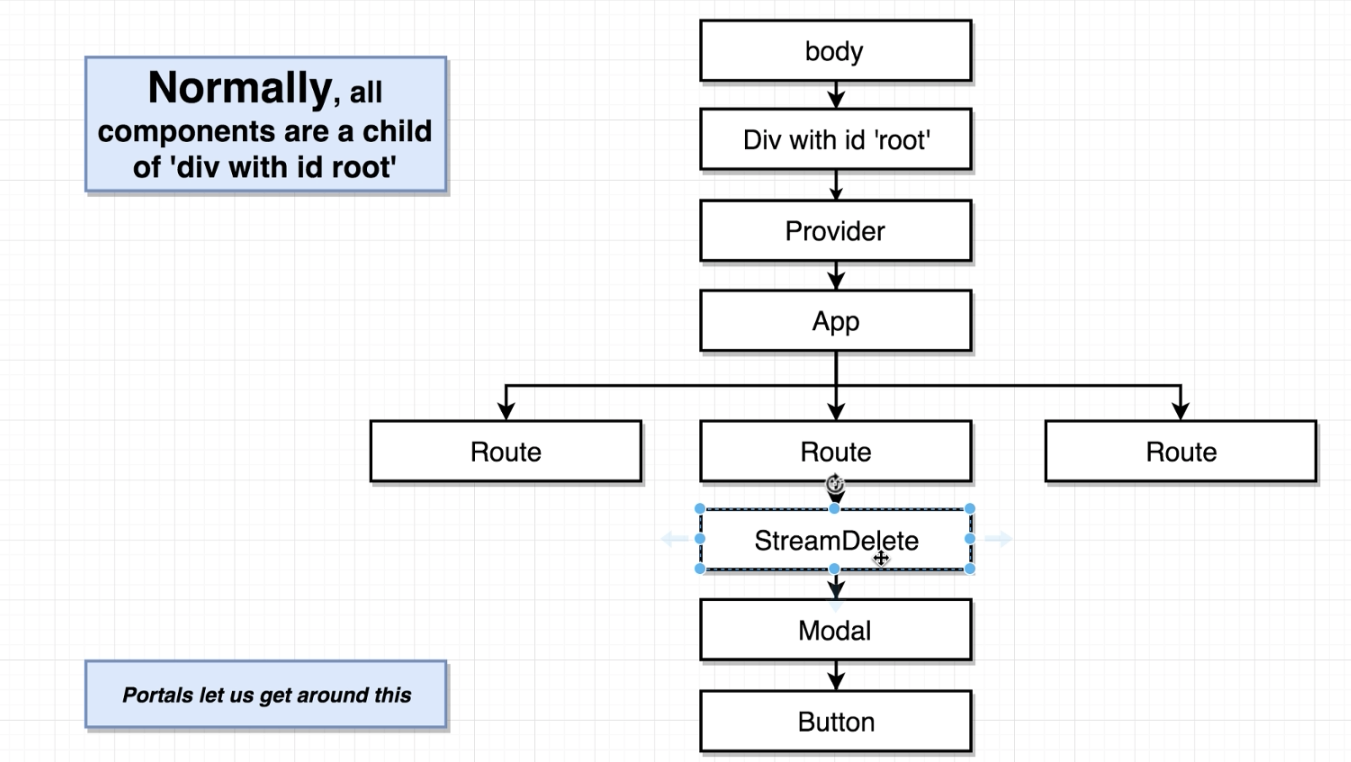 body
Normally, all
components are a child
of 'div with id root'
Div with id 'root'
Provider
App
Route
Route
Route
StreamDelete
Modal
Portals let us get around this
Button